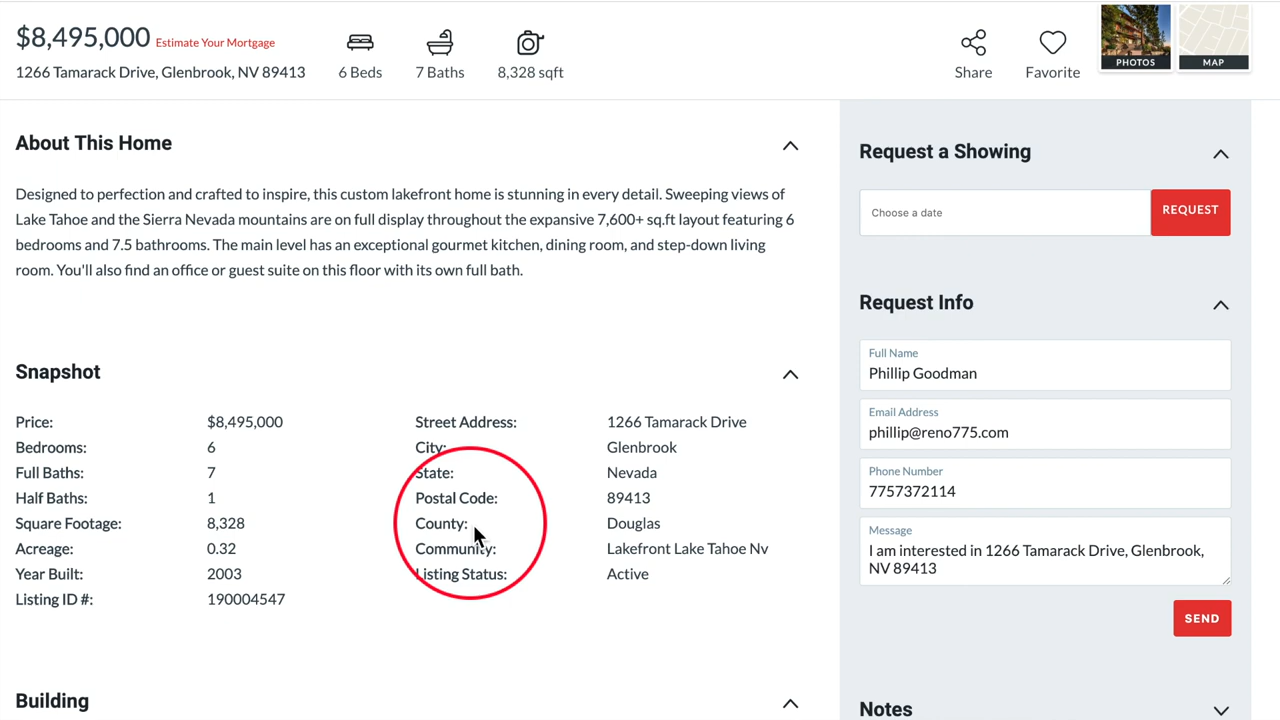 $8,495,000 Estimate Your Mortgage
1266 Tamarack Drive, Glenbrook, NV 89413
6 Beds
7 Baths
8,328 sqft
Share
Favorite
PHOTOS
MAP
About This Home
Designed to perfection and crafted to inspire, this custom lakefront home is stunning in every detail. Sweeping views of
Lake Tahoe and the Sierra Nevada mountains are on full display throughout the expansive 7,600+ sq.ft layout featuring 6
bedrooms and 7.5 bathrooms. The main level has an exceptional gourmet kitchen, dining room, and step-down living
room. You'll also find an office or guest suite on this floor with its own full bath.
Snapshot
Price: $8,495,000
Bedrooms: 6
Full Baths: 7
Half Baths: 1
Square Footage: 8,328
Acreage: 0.32
Year Built: 2003
Listing ID #: 190004547
Street Address: 1266 Tamarack Drive
City: Glenbrook
State: Nevada
Postal Code: 89413
County: Douglas
Community: Lakefront Lake Tahoe Nv
Listing Status: Active
Building
Request a Showing
Choose a date
REQUEST
Request Info
Full Name
Phillip Goodman
Email Address
phillip@reno775.com
Phone Number
7757372114
Message
I am interested in 1266 Tamarack Drive, Glenbrook,
NV 89413
SEND
Notes